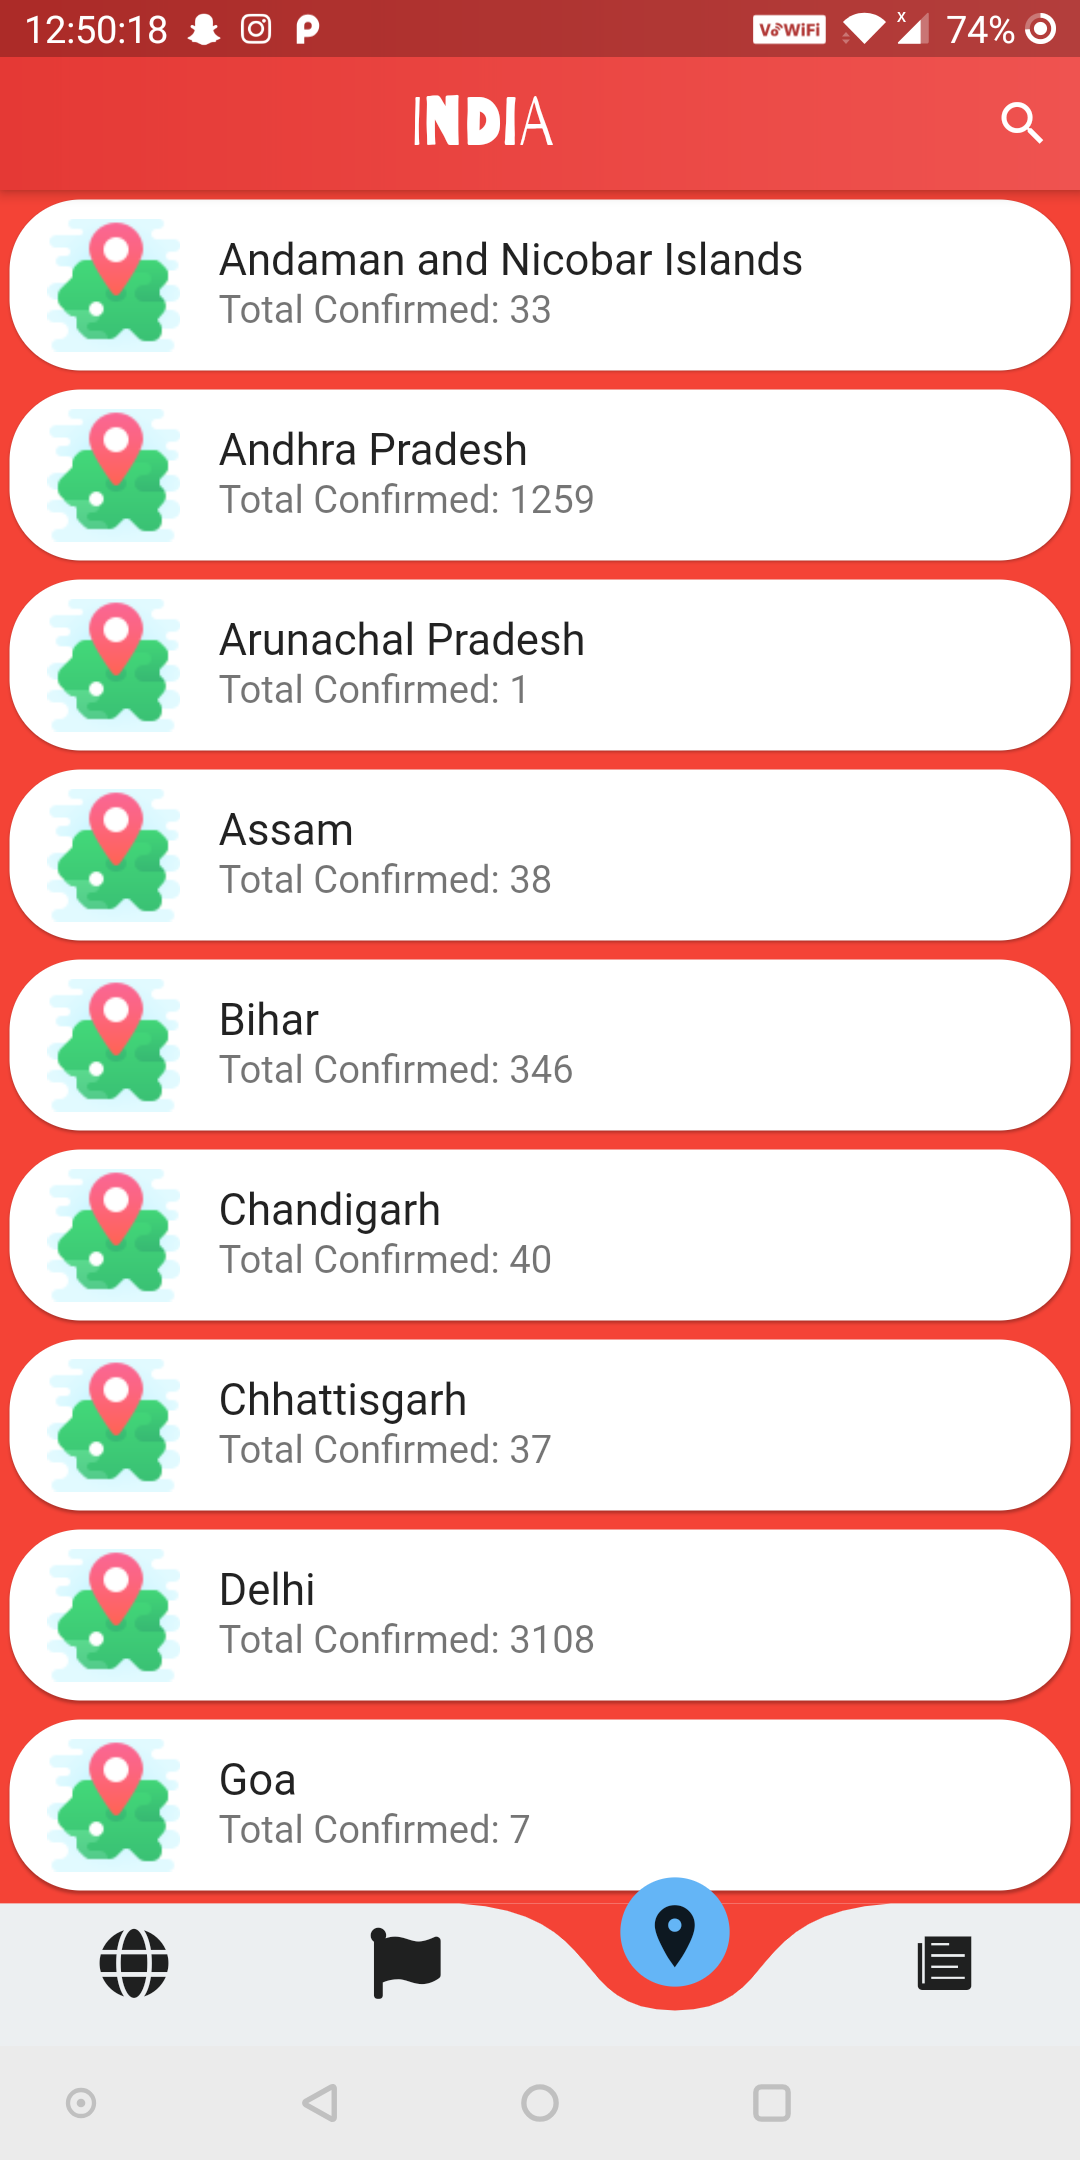 12:50:18 VoWiFi x 74%
INDIA
Andaman and Nicobar Islands
Total Confirmed: 33
Andhra Pradesh
Total Confirmed: 1259
Arunachal Pradesh
Total Confirmed: 1
Assam
Total Confirmed: 38
Bihar
Total Confirmed: 346
Chandigarh
Total Confirmed: 40
Chhattisgarh
Total Confirmed: 37
Delhi
Total Confirmed: 3108
Goa
Total Confirmed: 7